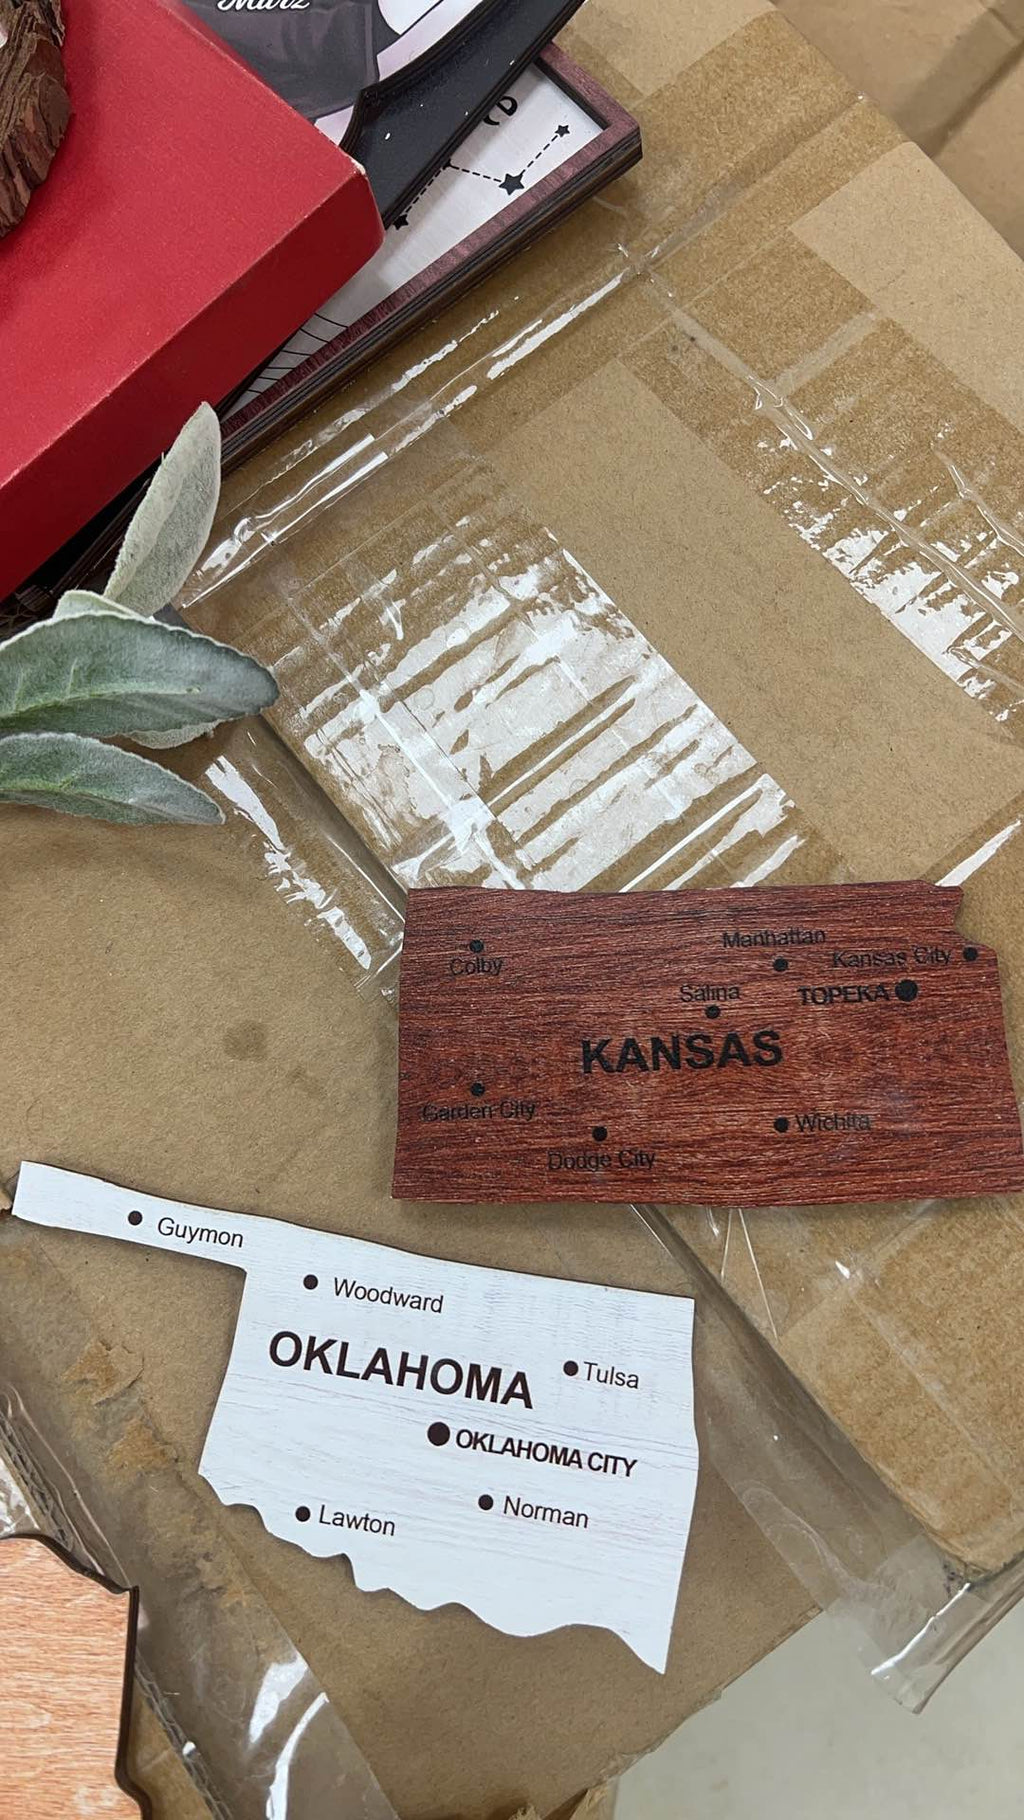 März
e
Manhattan
Colby
Kansas City
Salina
TOPEKA
KANSAS
Garden City
Wichita
Dodge City
Guymon
Woodward
OKLAHOMA
Tulsa
OKLAHOMA CITY
Lawton
Norman